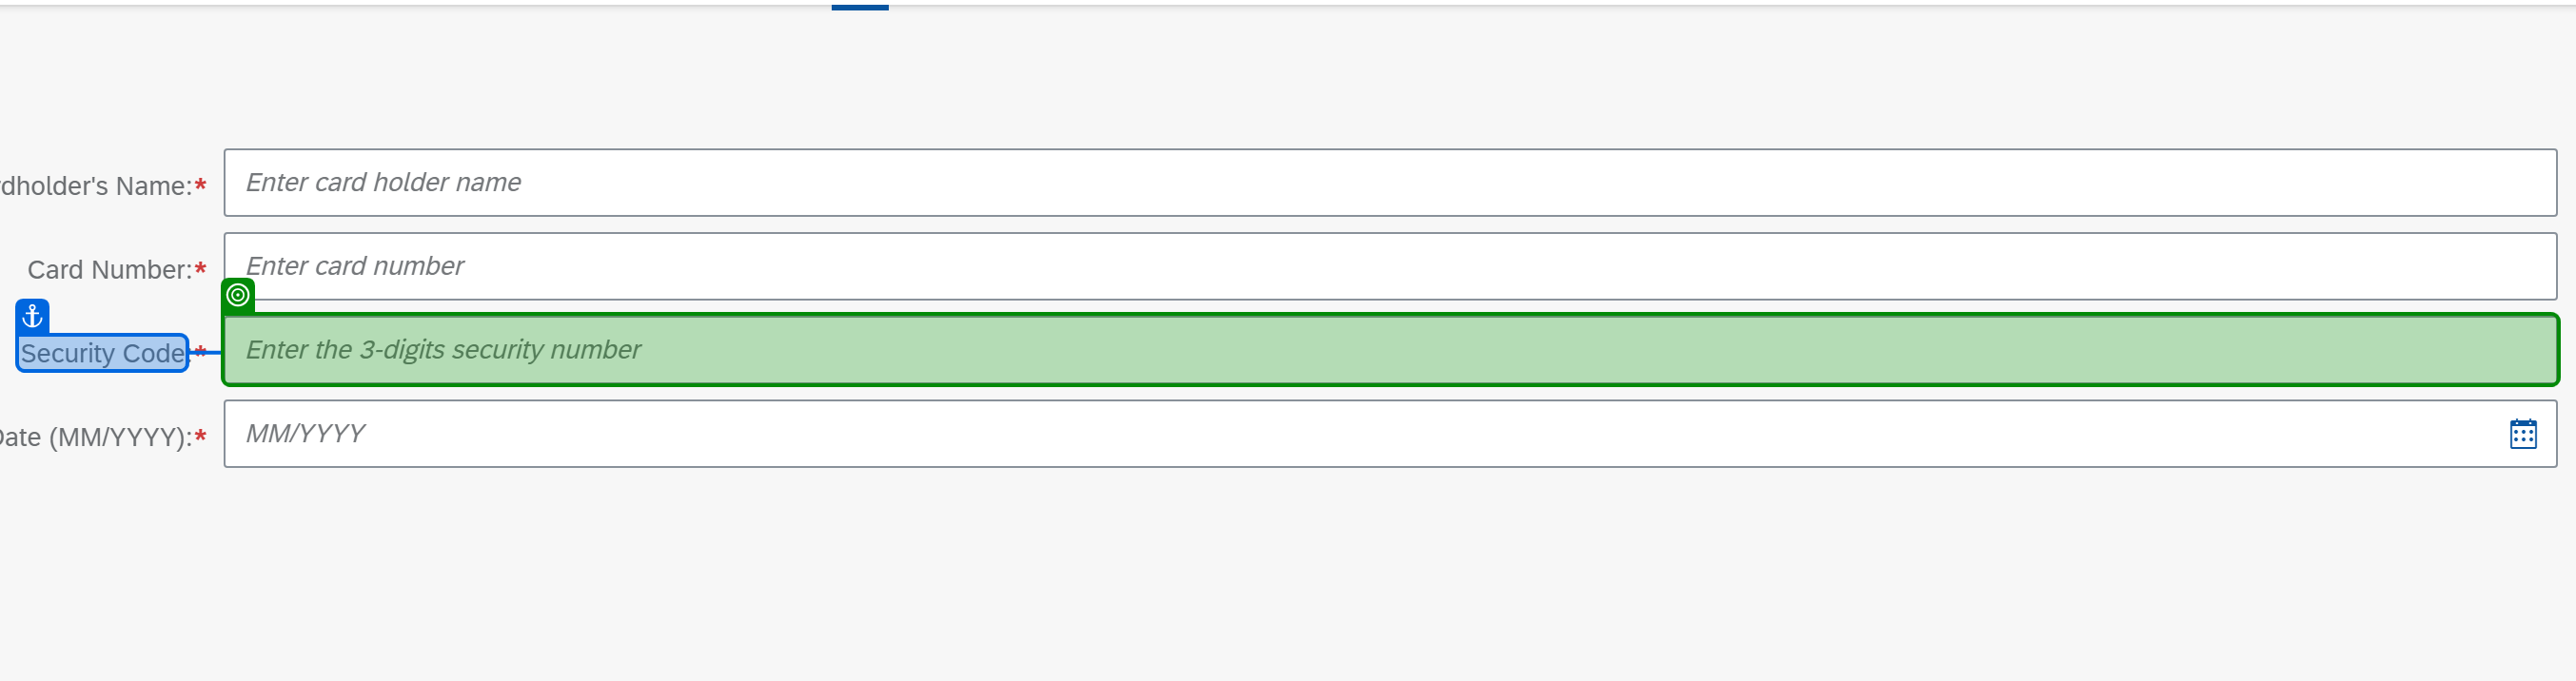 dholder's Name:* Enter card holder name
Card Number:* Enter card number
Security Code:* Enter the 3-digits security number
Date (MM/YYYY):* MM/YYYY